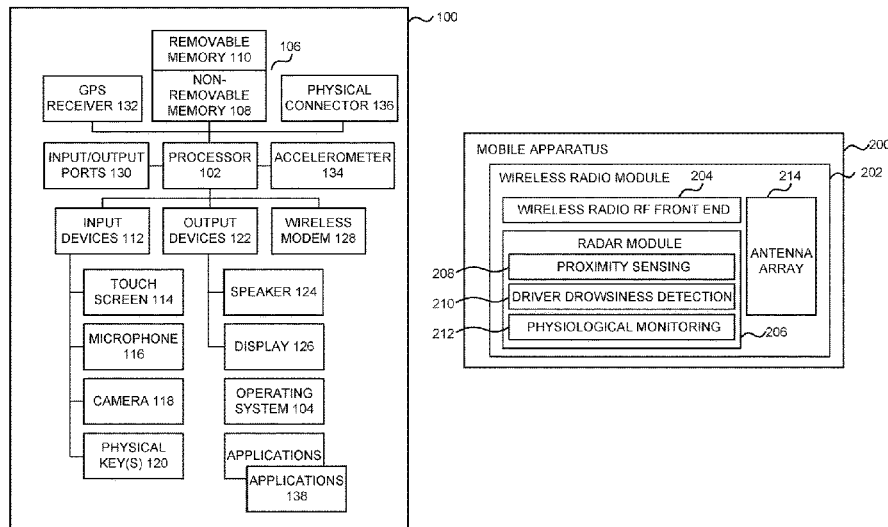 100
REMOVABLE
MEMORY 110
106
NON-
REMOVABLE
MEMORY 108
GPS
RECEIVER 132
PHYSICAL
CONNECTOR 136
INPUT/OUTPUT
PORTS 130
PROCESSOR
102
ACCELEROMETER
134
INPUT
DEVICES 112
OUTPUT
DEVICES 122
WIRELESS
MODEM 128
TOUCH
SCREEN 114
SPEAKER 124
MICROPHONE
116
DISPLAY 126
CAMERA 118
OPERATING
SYSTEM 104
PHYSICAL
KEY(S) 120
APPLICATIONS
APPLICATIONS
138
MOBILE APPARATUS
200
WIRELESS RADIO MODULE
204
214
202
WIRELESS RADIO RF FRONT END
RADAR MODULE
ANTENNA
ARRAY
208
PROXIMITY SENSING
210
DRIVER DROWSINESS DETECTION
212
PHYSIOLOGICAL MONITORING
206